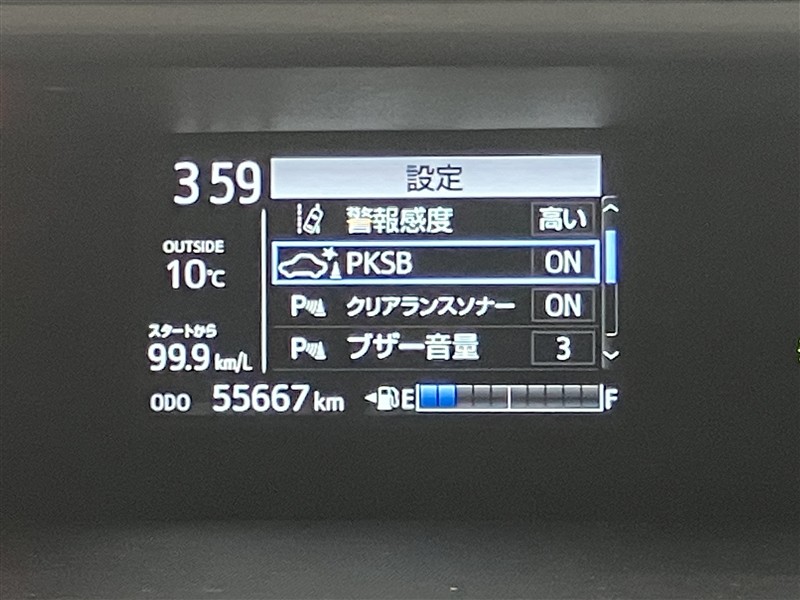 3 59
設定
警報感度 高い
OUTSIDE
10℃
PKSB ON
P クリアランスソナー ON
スタートから
99.9 km/L
P ブザー音量 3
ODO 55667 km
E F